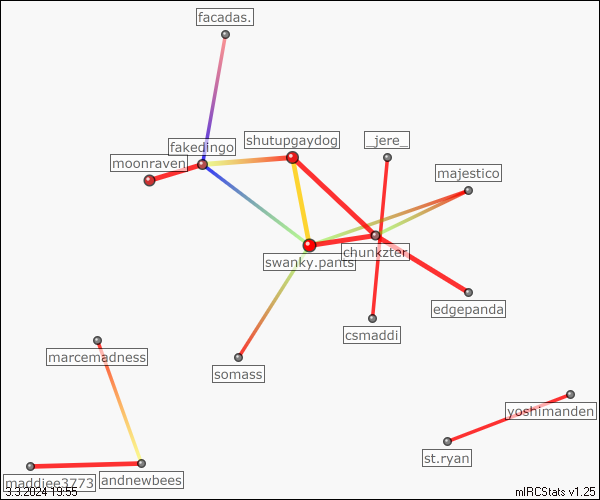 facadas.
shutupgaydog
_jere_
fakedingo
moonraven
majestico
chunkzter
swanky.pants
edgepanda
csmaddi
marcemadness
somass
yoshimanden
st.ryan
maddiee3773
andnewbees
3.3.2024 19:55
mIRCStats v1.25